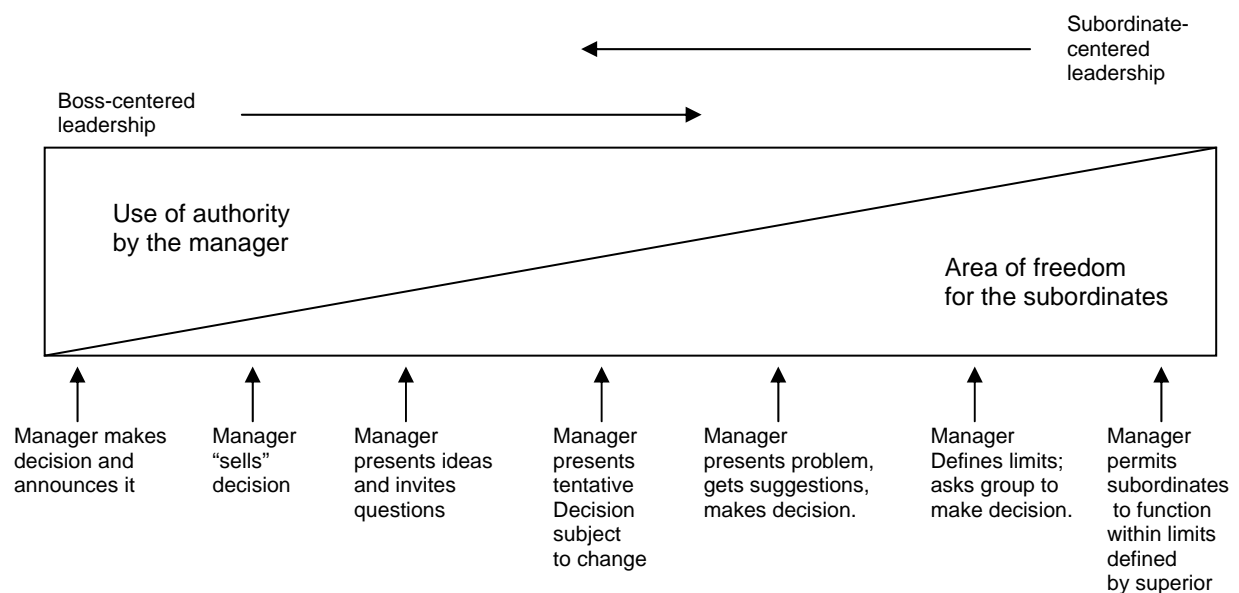 Subordinate-
centered
leadership
Boss-centered
leadership
Use of authority
by the manager
Area of freedom
for the subordinates
Manager makes
decision and
announces it
Manager
“sells”
decision
Manager
presents ideas
and invites
questions
Manager
presents
tentative
Decision
subject
to change
Manager
presents problem,
gets suggestions,
makes decision.
Manager
Defines limits;
asks group to
make decision.
Manager
permits
subordinates
to function
within limits
defined
by superior